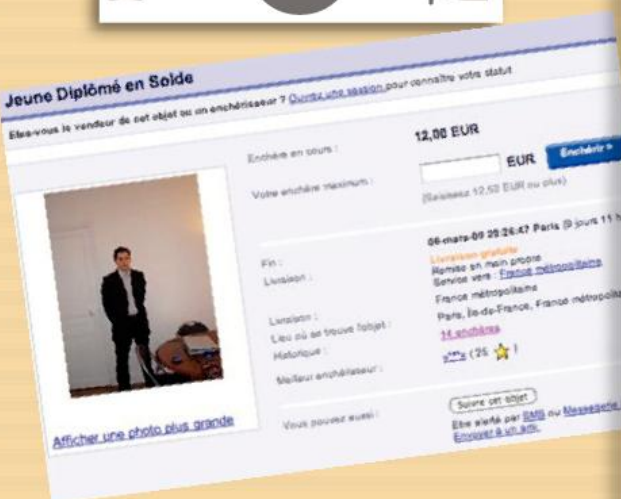 Jeune Diplômé en Solde
Etes-vous le vendeur de cet objet ou un enchérisseur ? Ouvrez une session pour connaître votre statut
Enchère en cours :
12,00 EUR
Votre enchère maximum :
EUR
Enchérir >
(Saisissez 12,50 EUR ou plus)
Fin :
06-mars-09 20:26:47 Paris (9 jours 11 h
Livraison :
Livraison gratuite
Remise en main propre
Service vers : France métropolitaine
Livraison :
France métropolitaine
Lieu où se trouve l'objet :
Paris, Île-de-France, France métropolita
Historique :
14 enchères
Meilleur enchérisseur :
(25 )
Vous pouvez aussi :
Suivre cet objet
Etre alerté par SMS ou Messagerie
Envoyer à un ami
Afficher une photo plus grande